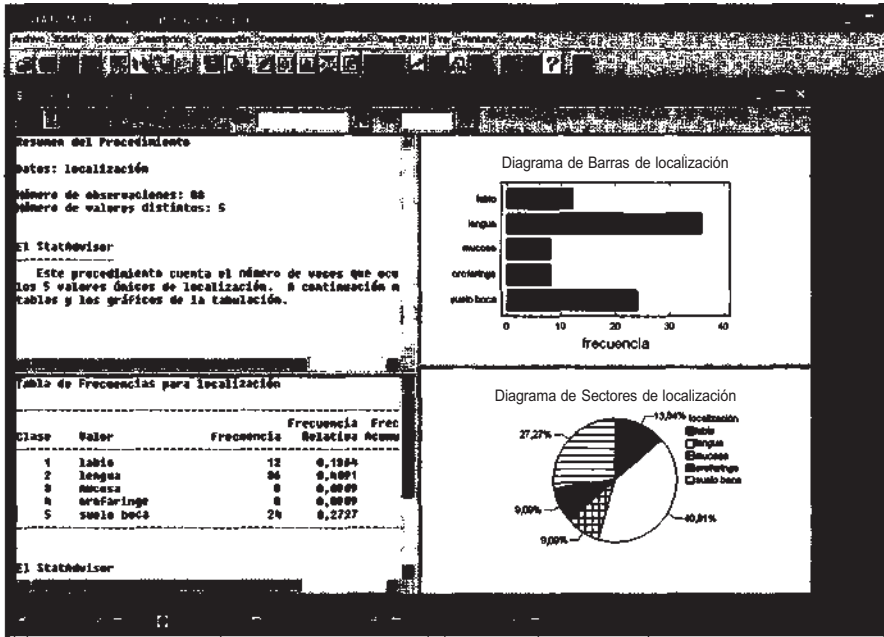 Archivo Edición Gráficos Descripción Comparación Dependencia Avanzado SnapStats!! Ver Ventana Ayuda
Resumen del Procedimiento
Datos: localización
Número de observaciones: 88
Número de valores distintos: 5
El StatAdvisor
Este procedimiento cuenta el número de veces que ocu
los 5 valores únicos de localización. A continuación m
tablas y los gráficos de la tabulación.
Diagrama de Barras de localización
labio
lengua
mucosa
orofaringe
suelo boca
0 10 20 30 40
frecuencia
Tabla de Frecuencias para localización
Frecuencia Frec
Clase Valor Frecuencia Relativa Acumu
1 labio 12 0,1364
2 lengua 36 0,4091
3 mucosa 8 0,0909
4 orofaringe 8 0,0909
5 suelo boca 24 0,2727
El StatAdvisor
Diagrama de Sectores de localización
13,64%
27,27%
9,09%
9,09%
40,91%
localización
labio
lengua
mucosa
orofaringe
suelo boca